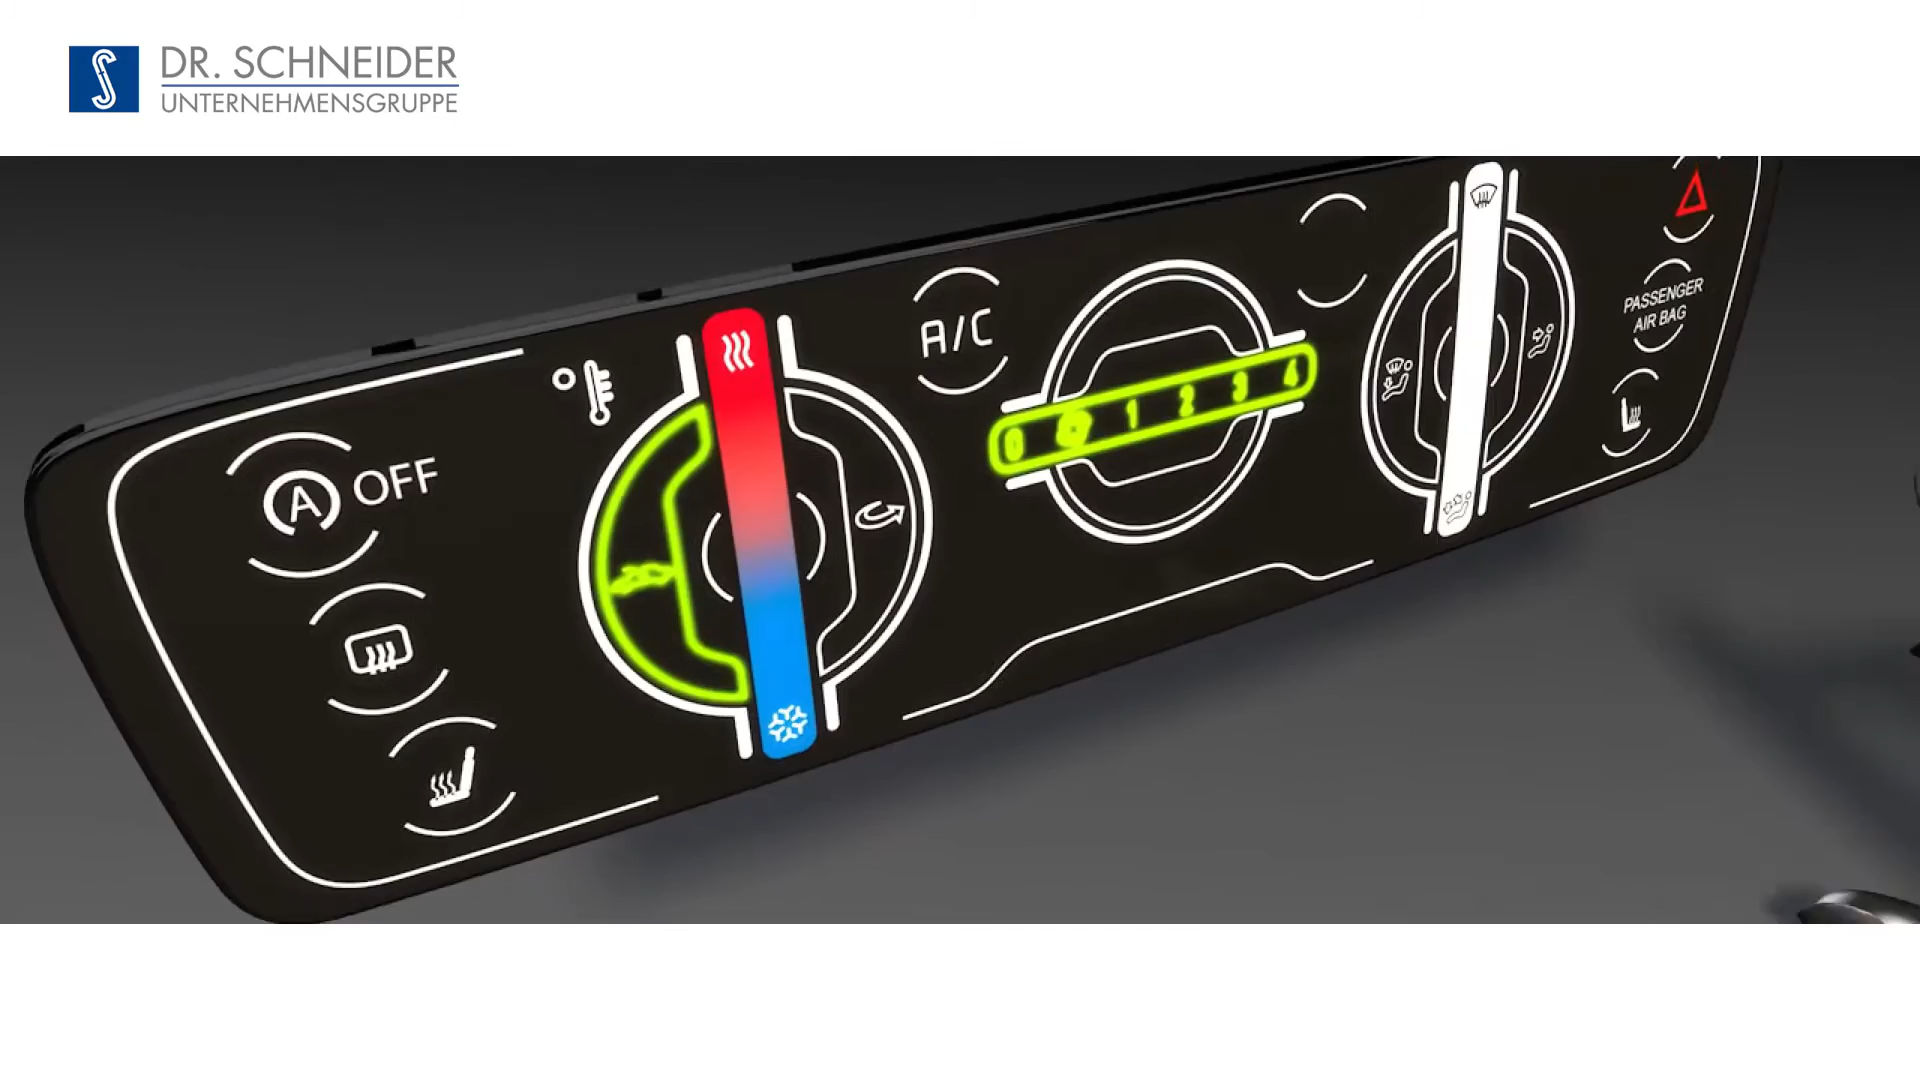 DR. SCHNEIDER
UNTERNEHMENSGRUPPE
A OFF
A/C
0 1 2 3 4
PASSENGER
AIR BAG